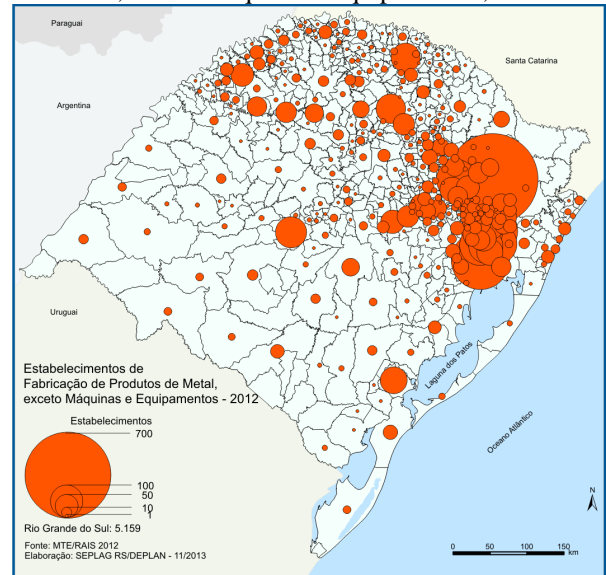 Paraguai
Santa Catarina
Argentina
Uruguai
Laguna dos Patos
Oceano Atlântico
Estabelecimentos de
Fabricação de Produtos de Metal,
exceto Máquinas e Equipamentos - 2012
Estabelecimentos
700
100
50
10
1
Rio Grande do Sul: 5.159
Fonte: MTE/RAIS 2012
Elaboração: SEPLAG RS/DEPLAN - 11/2013
N
0 50 100 150
km